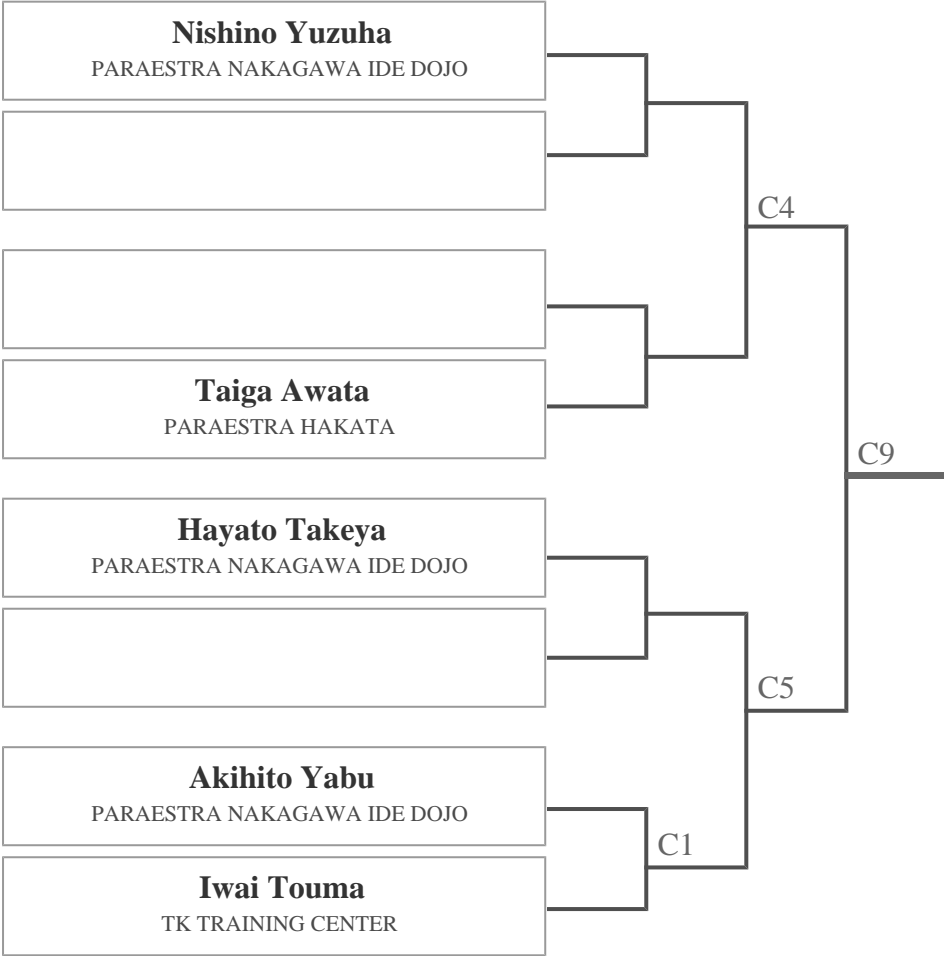 Nishino Yuzuha
PARAESTRA NAKAGAWA IDE DOJO
C4
Taiga Awata
PARAESTRA HAKATA
C9
Hayato Takeya
PARAESTRA NAKAGAWA IDE DOJO
C5
Akihito Yabu
PARAESTRA NAKAGAWA IDE DOJO
C1
Iwai Touma
TK TRAINING CENTER